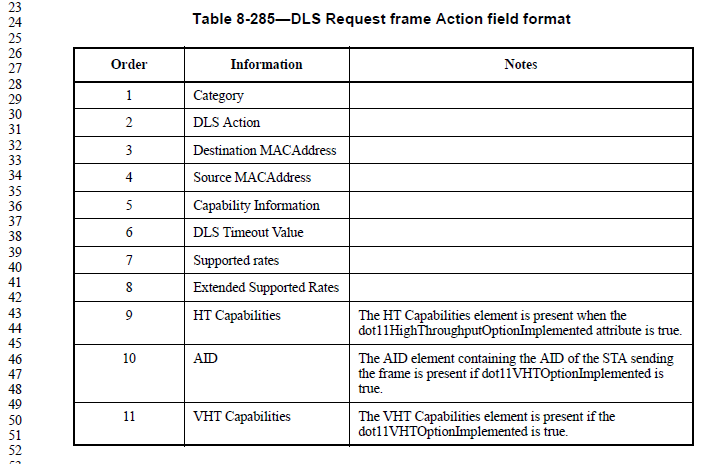 23
24
25
26
27
28
29
30
31
32
33
34
35
36
37
38
39
40
41
42
43
44
45
46
47
48
49
50
51
52
Table 8-285—DLS Request frame Action field format
Order Information Notes
1 Category
2 DLS Action
3 Destination MACAddress
4 Source MACAddress
5 Capability Information
6 DLS Timeout Value
7 Supported rates
8 Extended Supported Rates
9 HT Capabilities The HT Capabilities element is present when the
dot11HighThroughputOptionImplemented attribute is true.
10 AID The AID element containing the AID of the STA sending
the frame is present if dot11VHTOptionImplemented is
true.
11 VHT Capabilities The VHT Capabilities element is present if the
dot11VHTOptionImplemented is true.